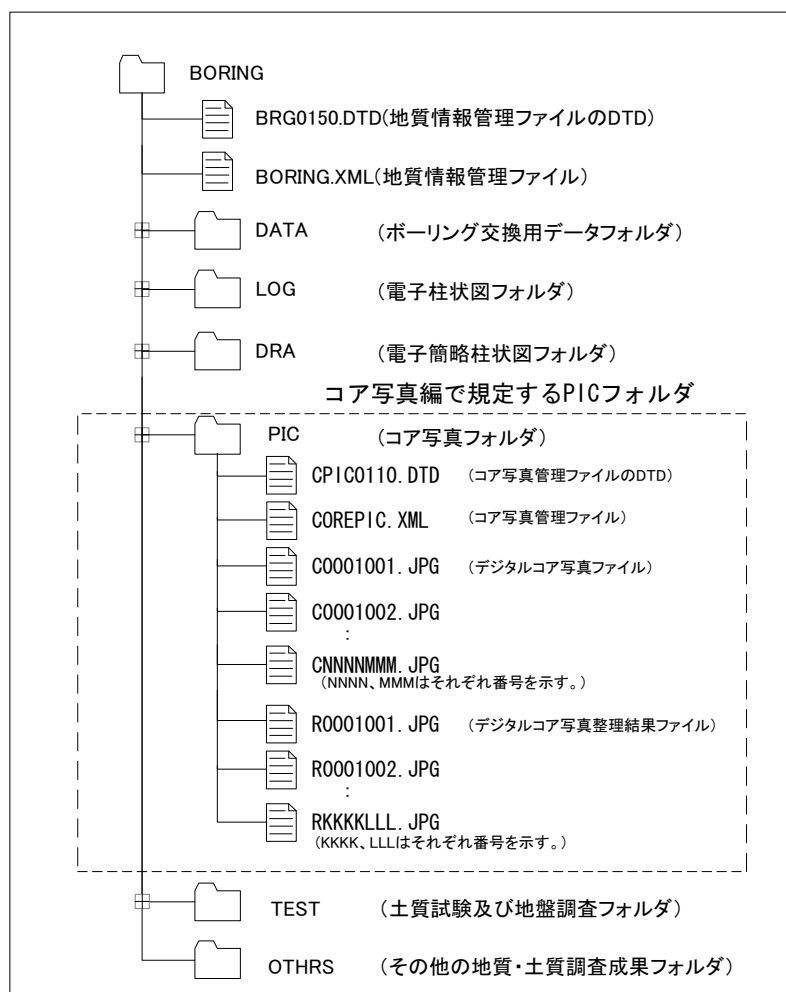 BORING
BRG0150.DTD(地質情報管理ファイルのDTD)
BORING.XML(地質情報管理ファイル)
DATA (ボーリング交換用データフォルダ)
LOG (電子柱状図フォルダ)
DRA (電子簡略柱状図フォルダ)
コア写真編で規定するPICフォルダ
PIC (コア写真フォルダ)
CPIC0110.DTD (コア写真管理ファイルのDTD)
COREPIC.XML (コア写真管理ファイル)
C0001001.JPG (デジタルコア写真ファイル)
C0001002.JPG
:
CNNNNMMM.JPG
(NNNN、MMMはそれぞれ番号を示す。)
R0001001.JPG (デジタルコア写真整理結果ファイル)
R0001002.JPG
:
RKKKKLLL.JPG
(KKKK、LLLはそれぞれ番号を示す。)
TEST (土質試験及び地盤調査フォルダ)
OTHRS (その他の地質・土質調査成果フォルダ)